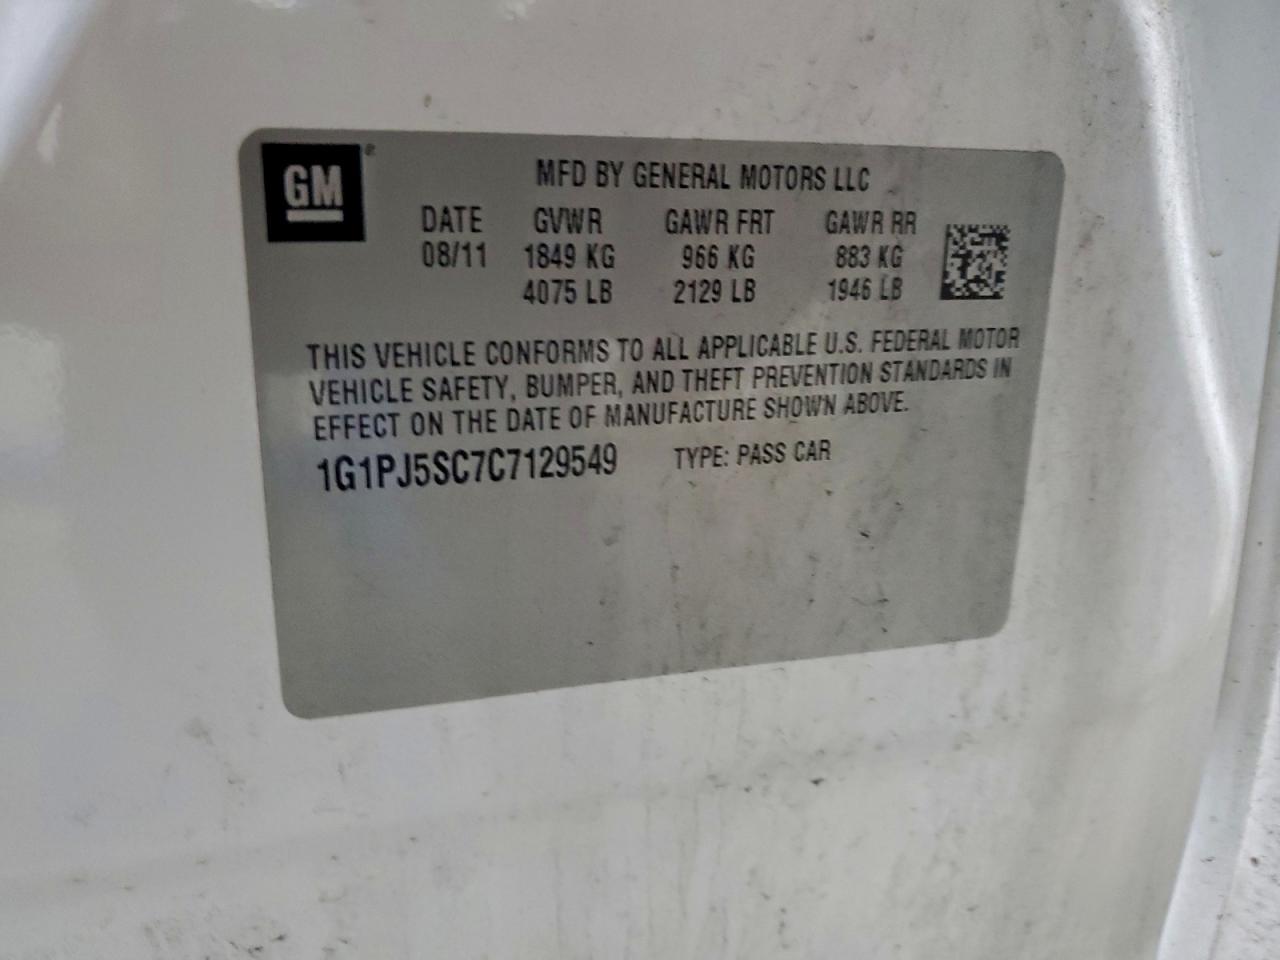 GM
MFD BY GENERAL MOTORS LLC
DATE GVWR GAWR FRT GAWR RR
08/11 1849 KG 966 KG 883 KG
4075 LB 2129 LB 1946 LB
THIS VEHICLE CONFORMS TO ALL APPLICABLE U.S. FEDERAL MOTOR
VEHICLE SAFETY, BUMPER, AND THEFT PREVENTION STANDARDS IN
EFFECT ON THE DATE OF MANUFACTURE SHOWN ABOVE.
1G1PJ5SC7C7129549 TYPE: PASS CAR